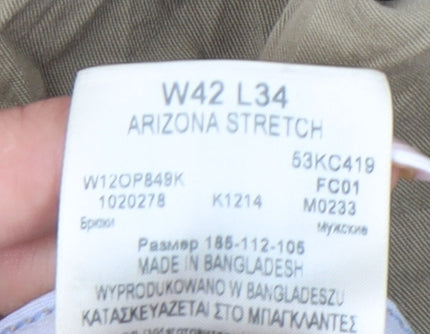 W42 L34
ARIZONA STRETCH
53KC419
W12OP849K FC01
1020278 K1214 M0233
Брюки Мужские
Размер 185-112-106
MADE IN BANGLADESH
WYPRODUKOWANO W BANGLADESZU
ΚΑΤΑΣΚΕΥΑΖΕΤΑΙ ΣΤΟ ΜΠΑΓΚΛΑΝΤΕΣ